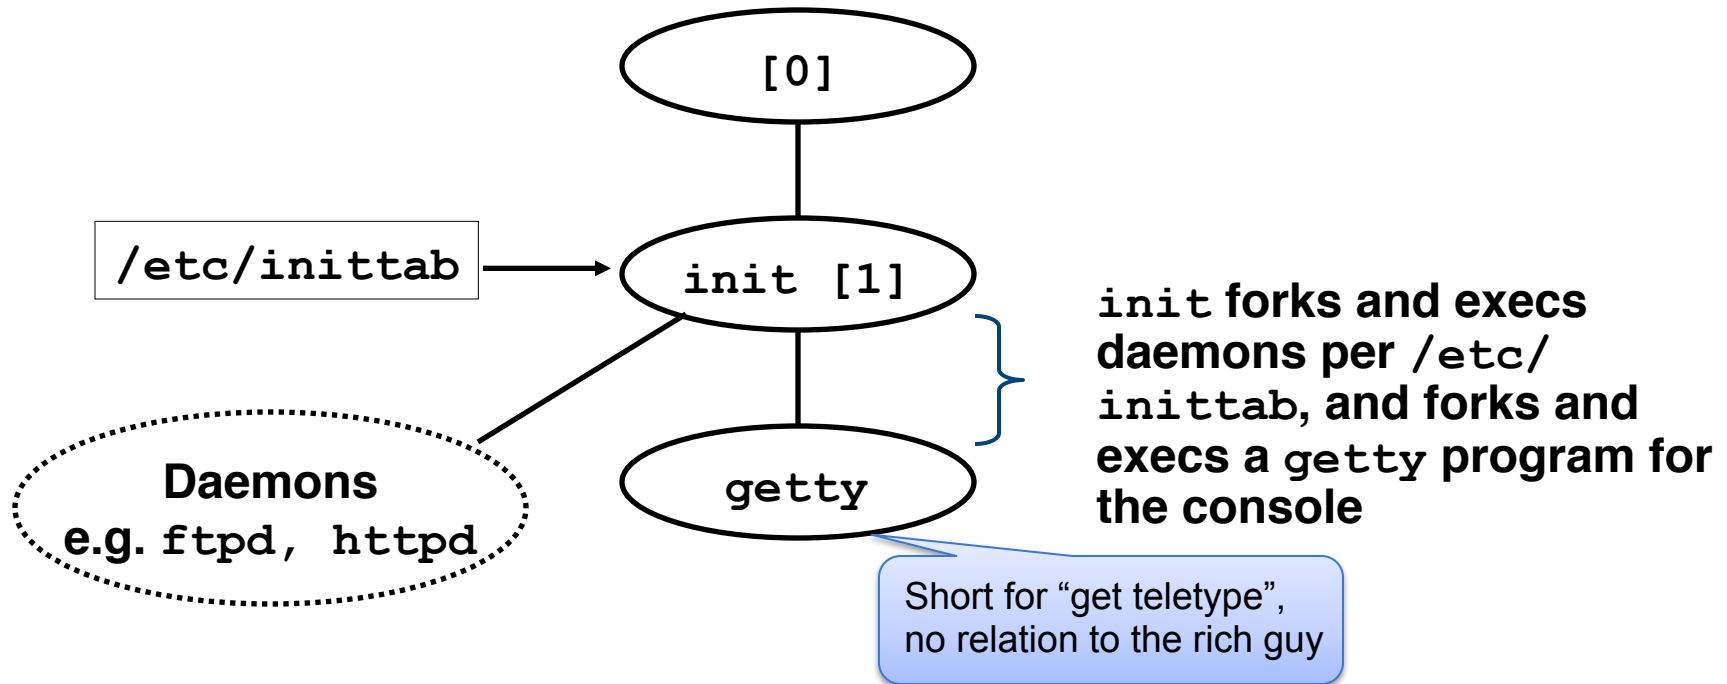 [0]
/etc/inittab
init [1]
init forks and execs
daemons per /etc/
inittab, and forks and
execs a getty program for
the console
Daemons
e.g. ftpd, httpd
getty
Short for “get teletype”,
no relation to the rich guy